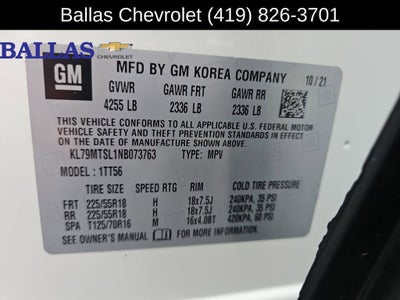 Ballas Chevrolet (419) 826-3701
BALLAS
CHEVROLET
GM
MFD BY GM KOREA COMPANY 10/21
GVWR GAWR FRT GAWR RR
4255 LB 2336 LB 2336 LB
THIS VEHICLE CONFORMS TO ALL APPLICABLE U.S. FEDERAL MOTOR
VEHICLE SAFETY, BUMPER, AND THEFT PREVENTION STANDARDS
IN EFFECT ON THE DATE OF MANUFACTURE SHOWN ABOVE.
KL79MTSL1NB073763 TYPE: MPV
MODEL: 1TT56
TIRE SIZE SPEED RTG RIM COLD TIRE PRESSURE
FRT 225/55R18 H 18x7.5J 240KPA, 35 PSI
RR 225/55R18 H 18x7.5J 240KPA, 35 PSI
SPA T125/70R16 M 16x4.0BT 420KPA, 60 PSI
SEE OWNER'S MANUAL FOR ADDITIONAL INFORMATION